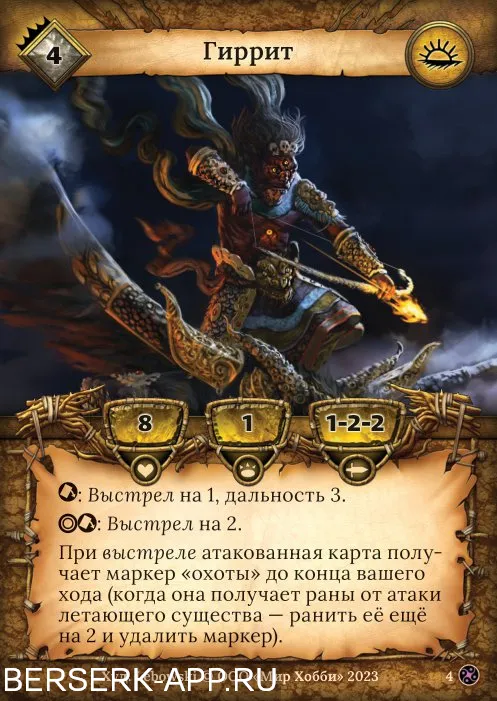 4
Гиррит
8
1
1-2-2
: Выстрел на 1, дальность 3.
: Выстрел на 2.
При выстреле атакованная карта полу-
чает маркер «охоты» до конца вашего
хода (когда она получает раны от атаки
летающего существа — ранить её ещё
на 2 и удалить маркер).
© ООО «Мир Хобби» 2023
4
BERSERK-APP.RU